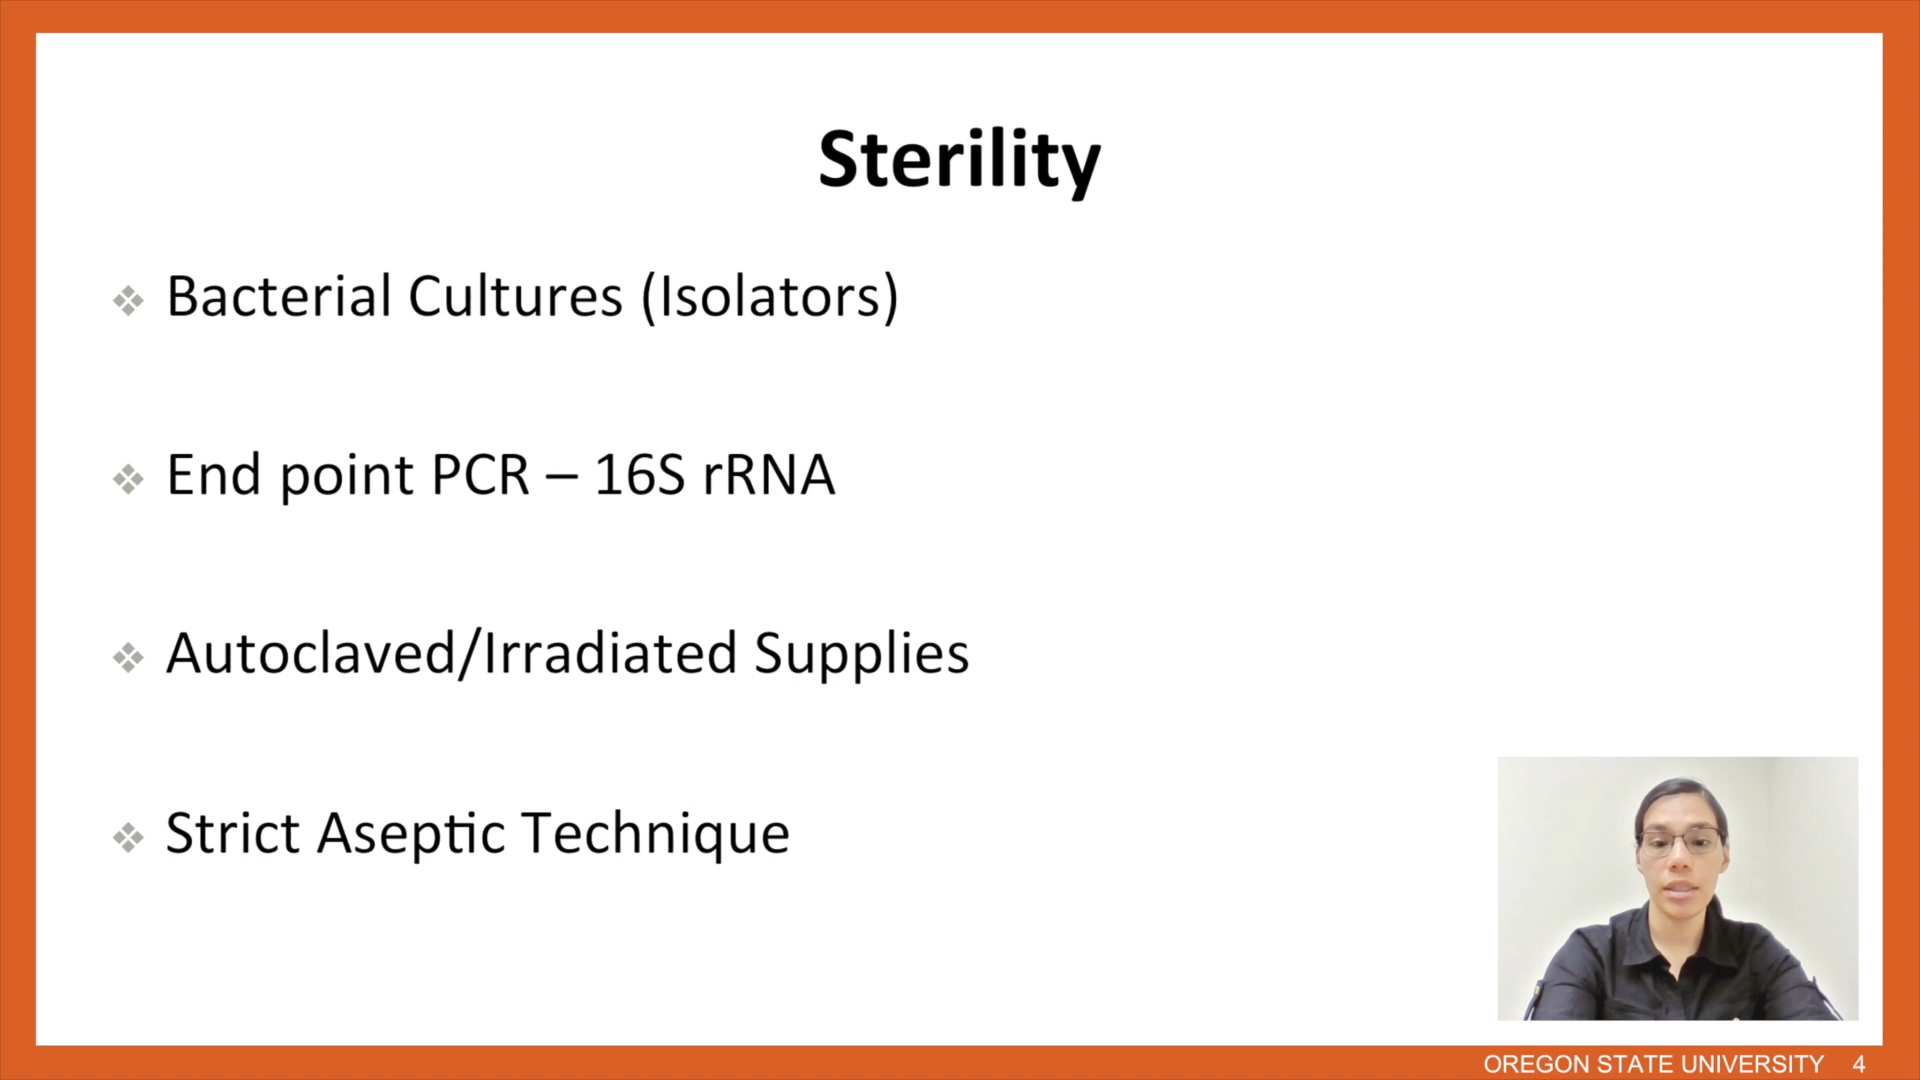 Sterility
❖ Bacterial Cultures (Isolators)
❖ End point PCR – 16S rRNA
❖ Autoclaved/Irradiated Supplies
❖ Strict Aseptic Technique
OREGON STATE UNIVERSITY 4